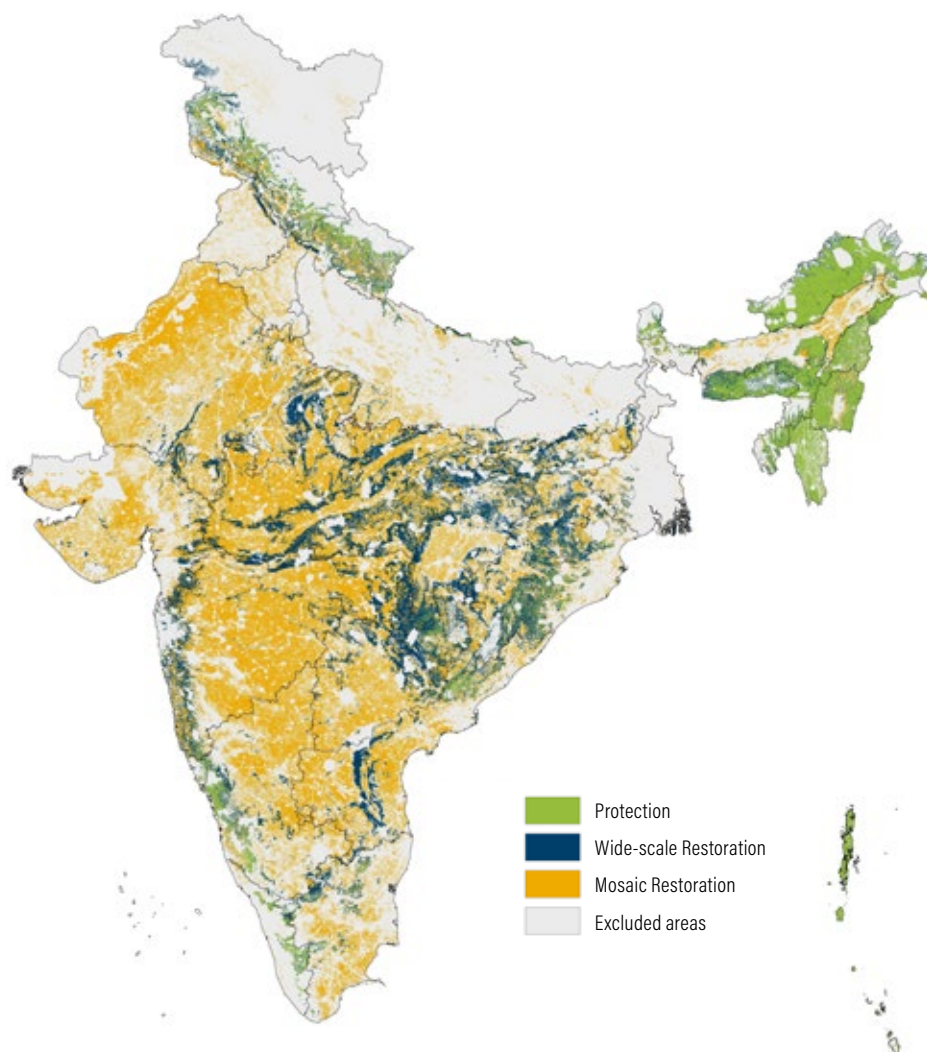 Protection
Wide-scale Restoration
Mosaic Restoration
Excluded areas